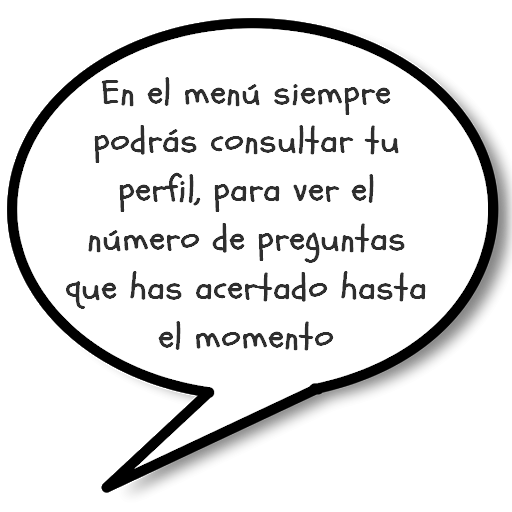 En el menú siempre
podrás consultar tu
perfil, para ver el
número de preguntas
que has acertado hasta
el momento